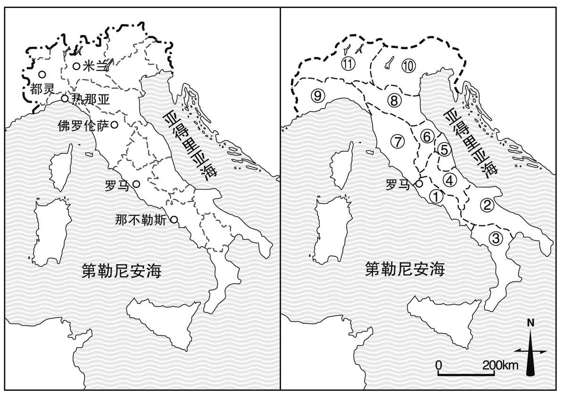 米兰
都灵
热那亚
佛罗伦萨
亚得里亚海
罗马
那不勒斯
第勒尼安海
⑪
⑩
⑨
⑧
亚得里亚海
⑦
⑥
⑤
罗马
④
①
②
③
第勒尼安海
N
0 200km